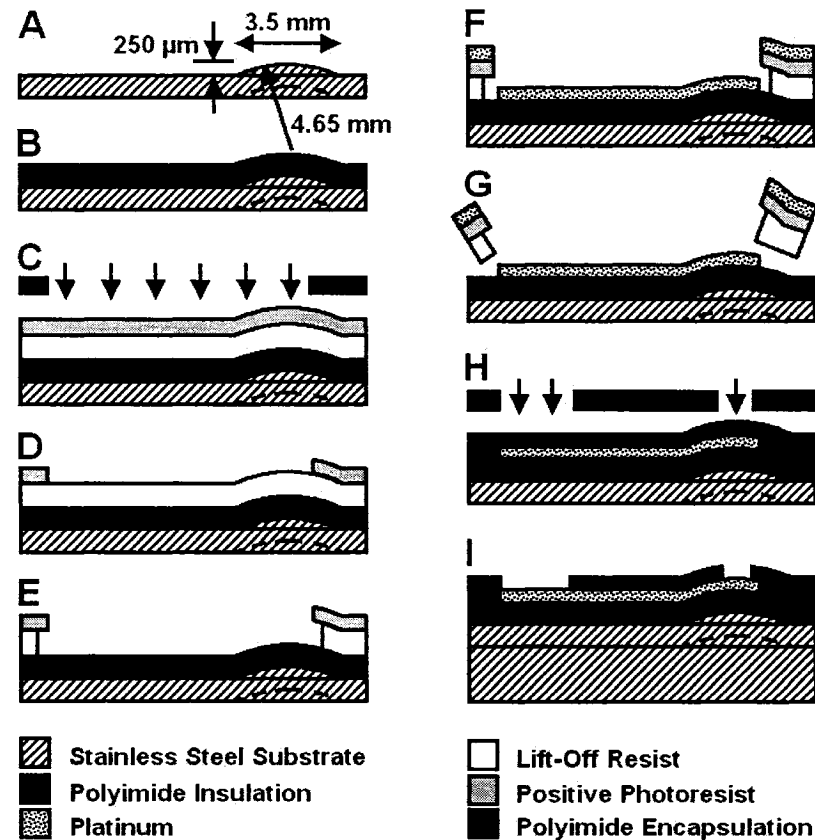 A
250 µm
3.5 mm
4.65 mm
B
C
D
E
Stainless Steel Substrate
Polyimide Insulation
Platinum
F
G
H
I
Lift-Off Resist
Positive Photoresist
Polyimide Encapsulation